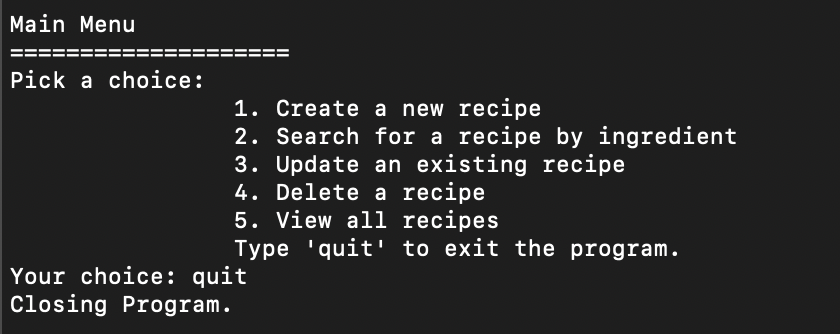 Main Menu
====================
Pick a choice:
1. Create a new recipe
2. Search for a recipe by ingredient
3. Update an existing recipe
4. Delete a recipe
5. View all recipes
Type 'quit' to exit the program.
Your choice: quit
Closing Program.